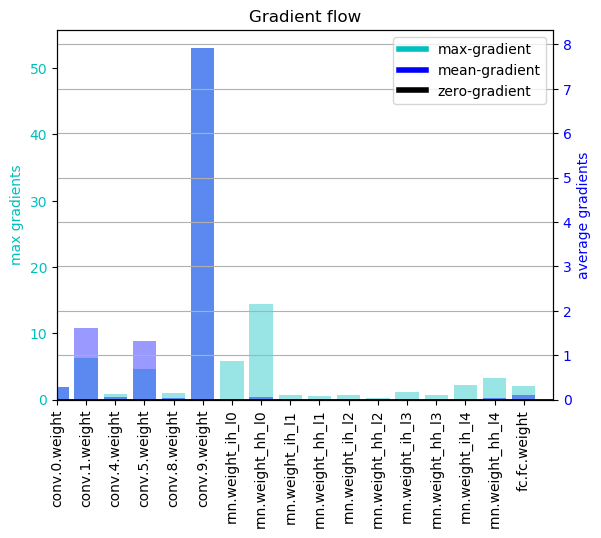 Gradient flow
max-gradient
mean-gradient
zero-gradient
50
40
30
20
10
0
max gradients
8
7
6
5
4
3
2
1
0
average gradients
conv.0.weight
conv.1.weight
conv.4.weight
conv.5.weight
conv.8.weight
conv.9.weight
rnn.weight_ih_l0
rnn.weight_hh_l0
rnn.weight_ih_l1
rnn.weight_hh_l1
rnn.weight_ih_l2
rnn.weight_hh_l2
rnn.weight_ih_l3
rnn.weight_hh_l3
rnn.weight_ih_l4
rnn.weight_hh_l4
fc.fc.weight